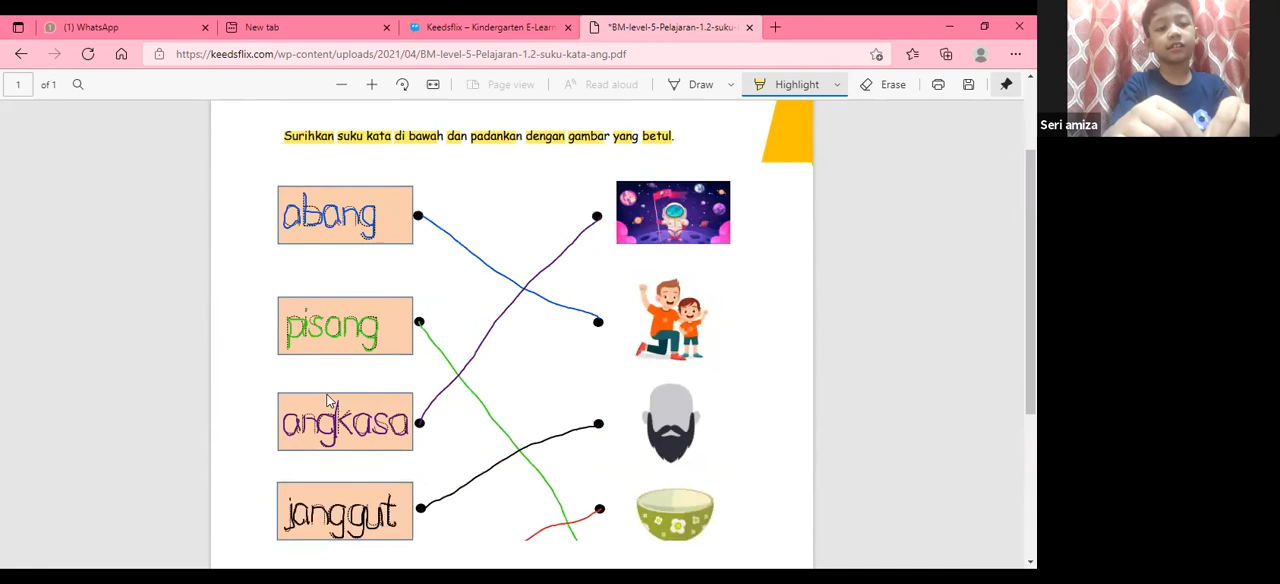 WhatsApp
New tab
Keedsflix – Kindergarten E-Learn
*BM-level-5-Pelajaran-1.2-suku-
https://keedsflix.com/wp-content/uploads/2021/04/BM-level-5-Pelajaran-1.2-suku-kata-ang.pdf
1 of 1
Page view
Read aloud
Draw
Highlight
Erase
Seri amiza
Surihkan suku kata di bawah dan padankan dengan gambar yang betul.
abang
pisang
angkasa
janggut